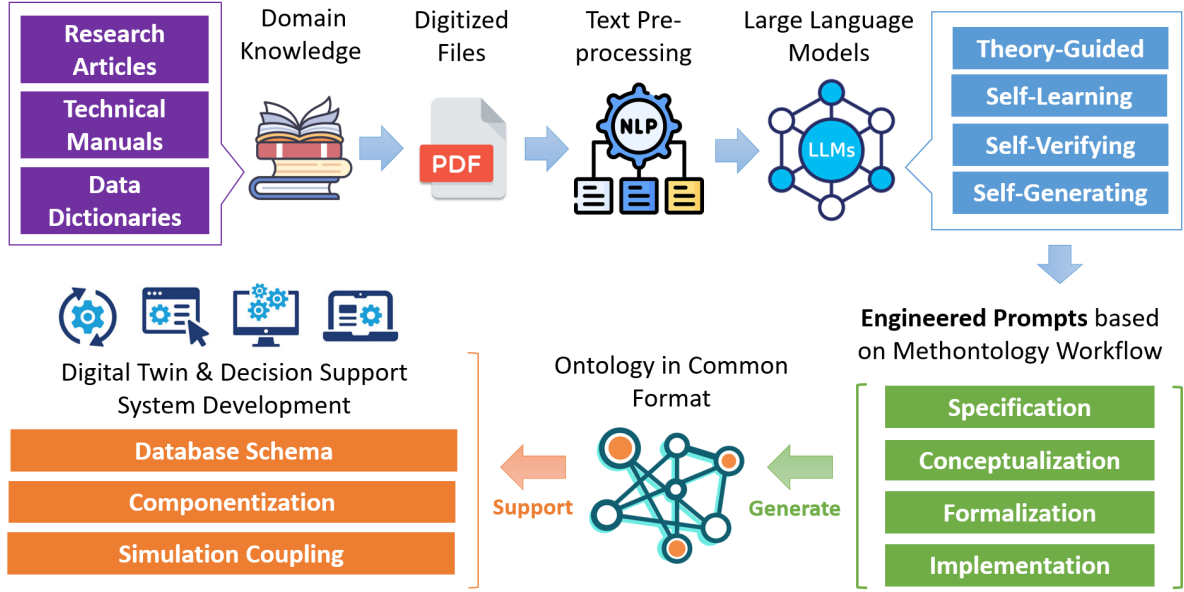 Research
Articles
Technical
Manuals
Data
Dictionaries
Domain
Knowledge
Digitized
Files
PDF
Text Pre-
processing
NLP
Large Language
Models
LLMs
Theory-Guided
Self-Learning
Self-Verifying
Self-Generating
Engineered Prompts based
on Methontology Workflow
Specification
Conceptualization
Formalization
Implementation
Generate
Ontology in Common
Format
Support
Digital Twin & Decision Support
System Development
Database Schema
Componentization
Simulation Coupling